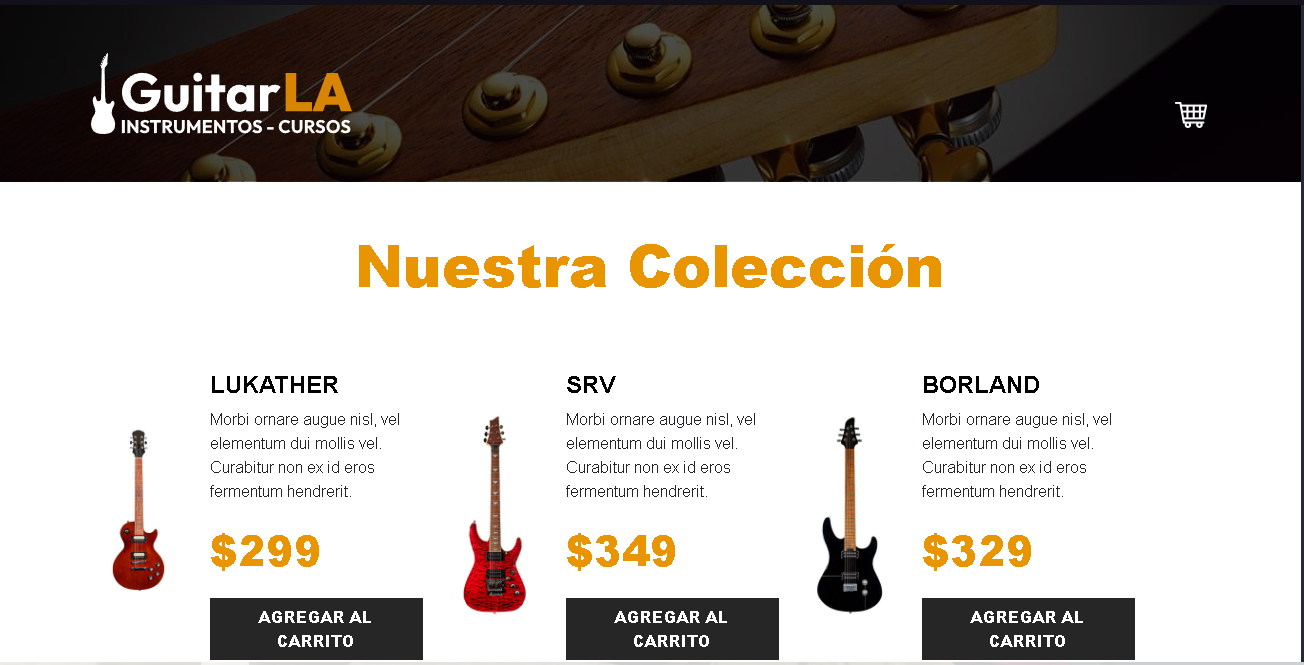 GuitarLA
INSTRUMENTOS - CURSOS
Nuestra Colección
LUKATHER
Morbi ornare augue nisl, vel
elementum dui mollis vel.
Curabitur non ex id eros
fermentum hendrerit.
$299
AGREGAR AL
CARRITO
SRV
Morbi ornare augue nisl, vel
elementum dui mollis vel.
Curabitur non ex id eros
fermentum hendrerit.
$349
AGREGAR AL
CARRITO
BORLAND
Morbi ornare augue nisl, vel
elementum dui mollis vel.
Curabitur non ex id eros
fermentum hendrerit.
$329
AGREGAR AL
CARRITO